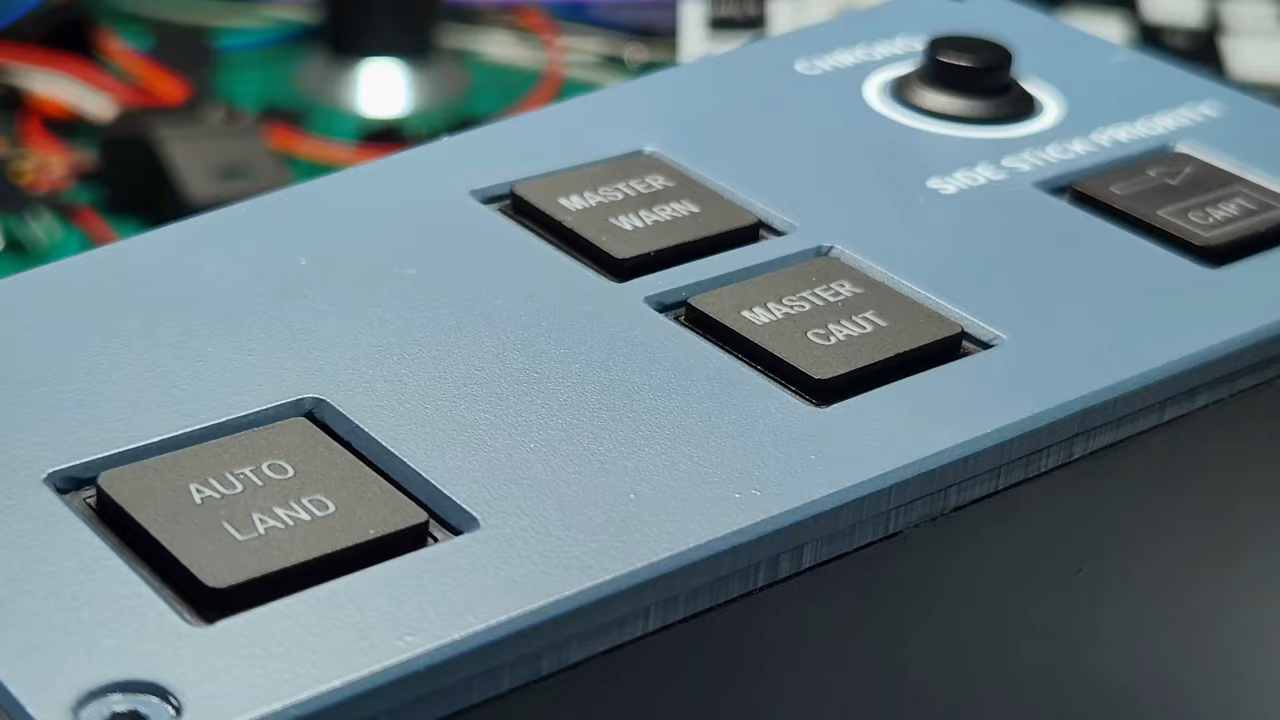 CHRONO
SIDE STICK PRIORITY
CAPT
MASTER
WARN
MASTER
CAUT
AUTO
LAND